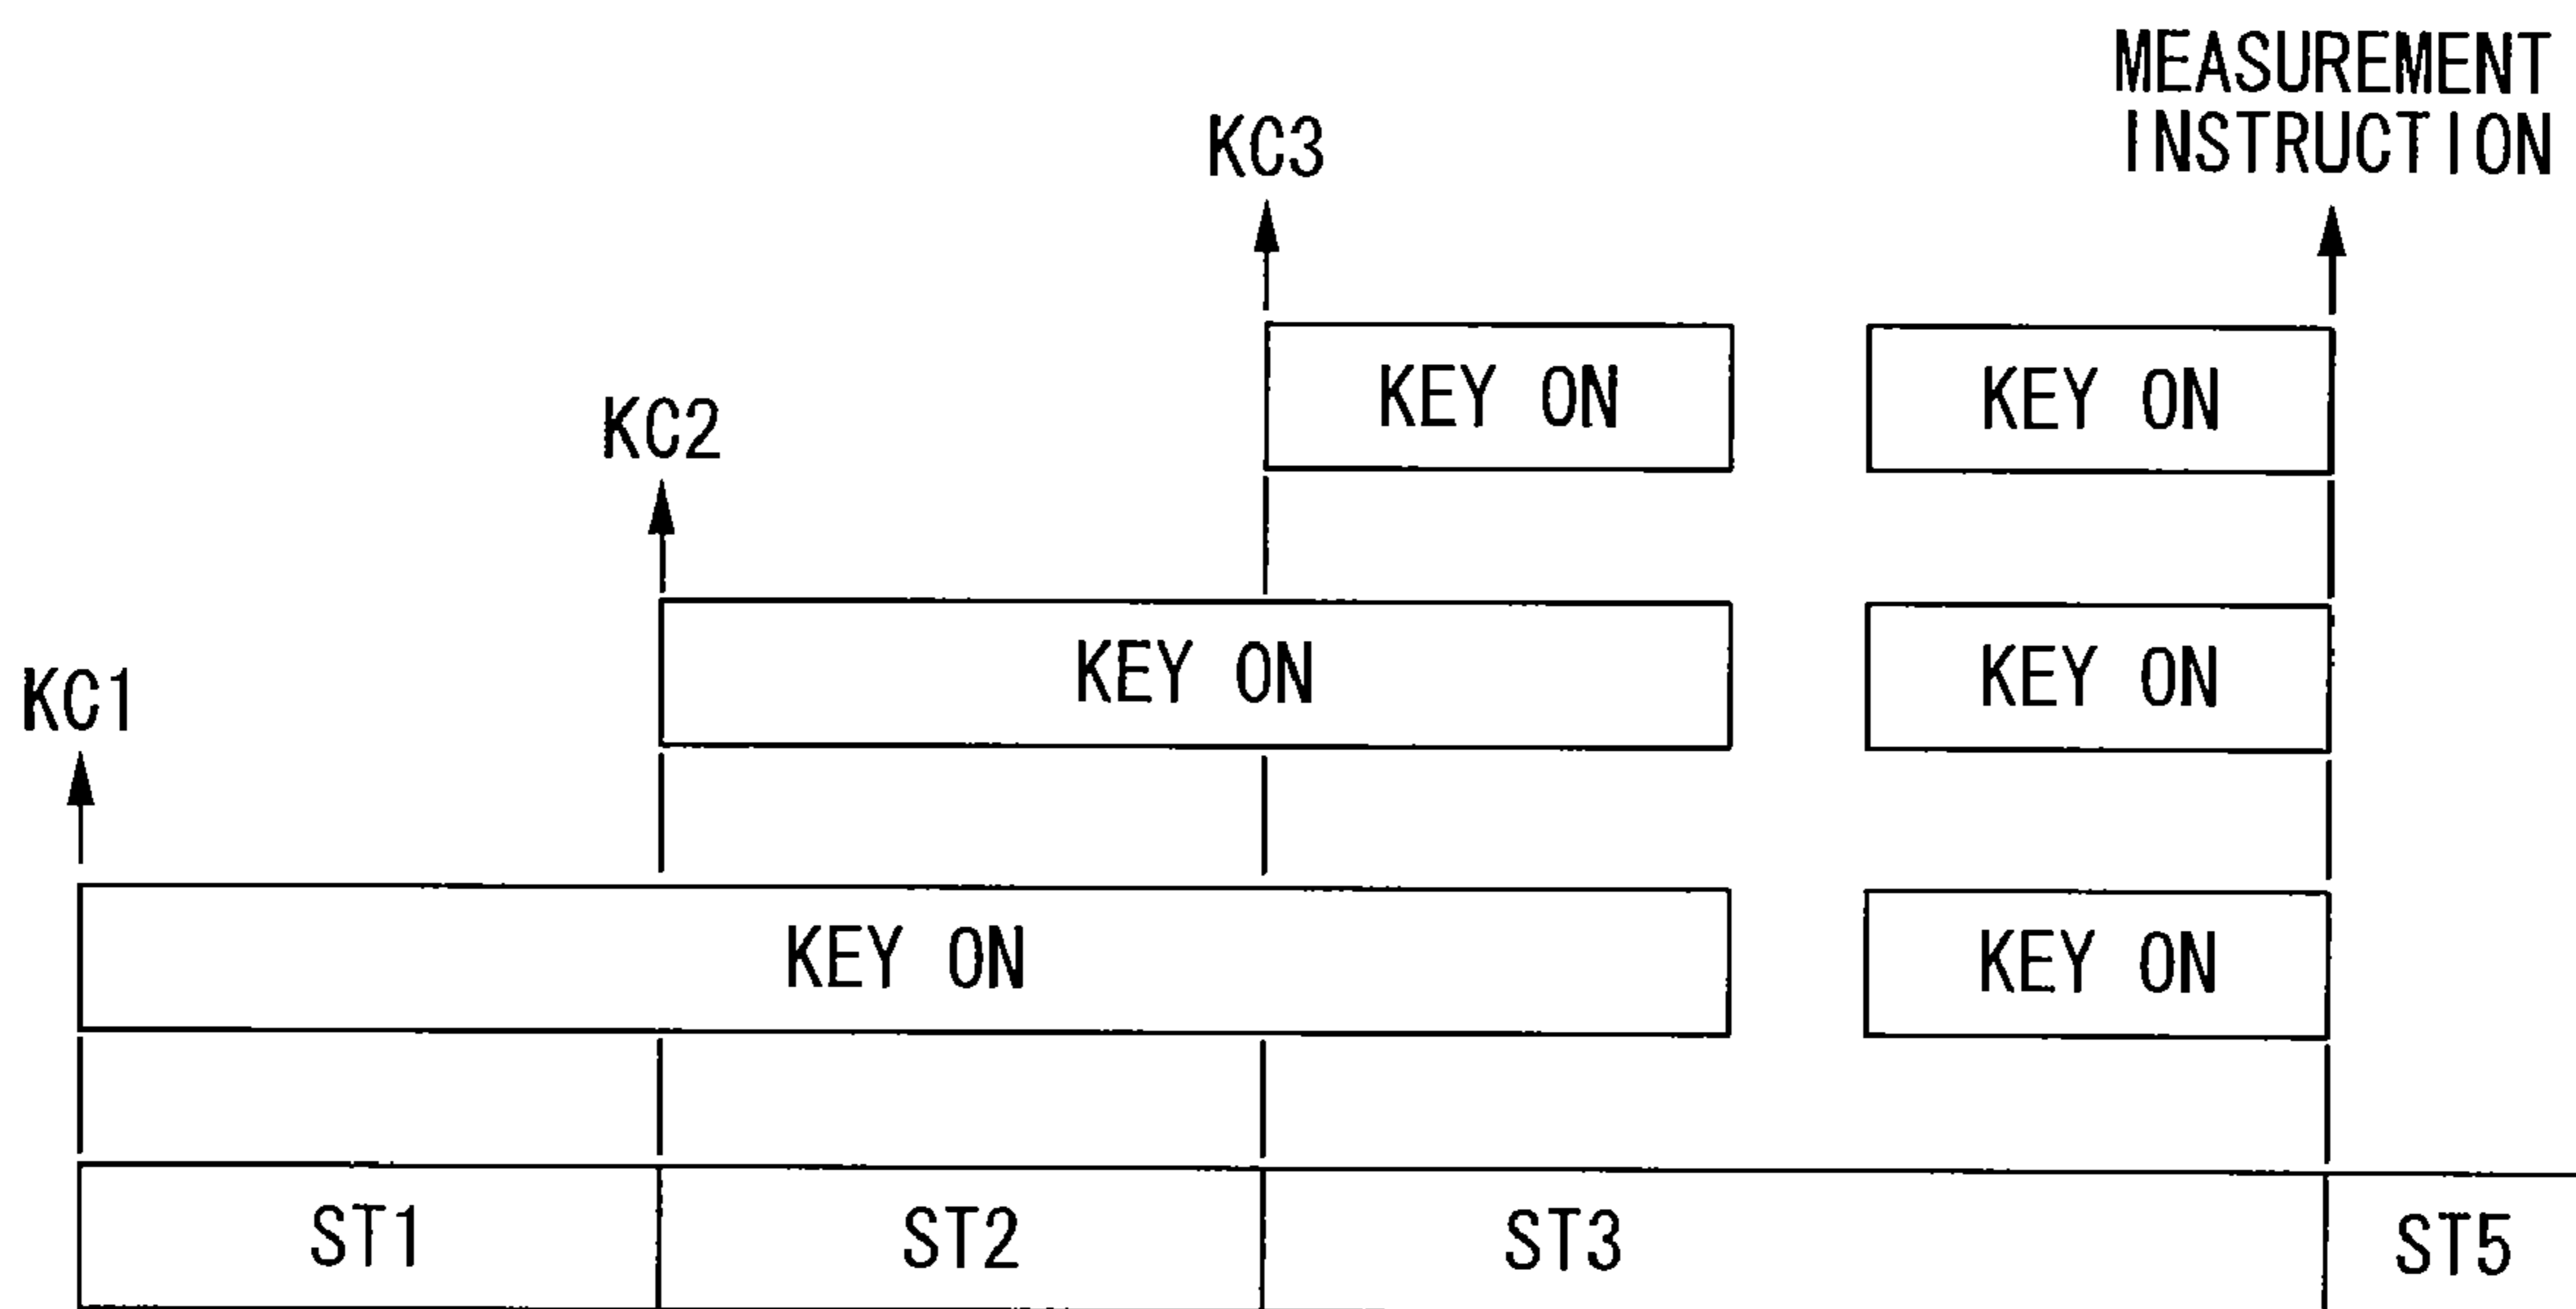 MEASUREMENT
INSTRUCTION
KC3
KEY ON
KEY ON
KC2
KEY ON
KEY ON
KC1
KEY ON
KEY ON
ST1
ST2
ST3
ST5